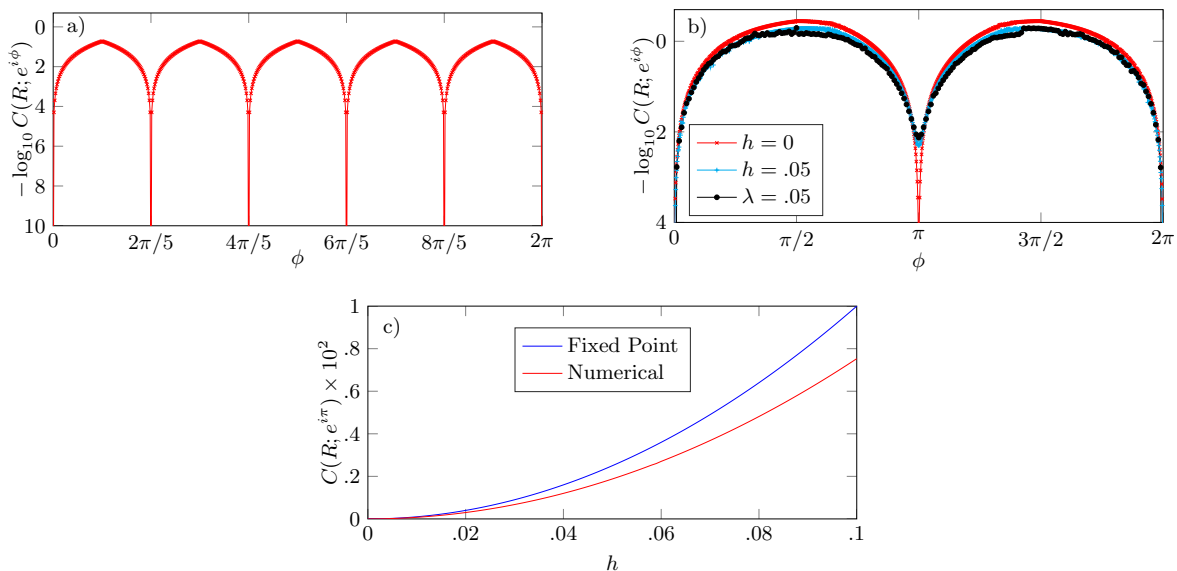 a)
0
2
4
6
8
10
− log₁₀ C(R; e^{iϕ})
0
2π/5
4π/5
6π/5
8π/5
2π
ϕ
b)
0
2
4
− log₁₀ C(R; e^{iϕ})
h = 0
h = .05
λ = .05
0
π/2
π
3π/2
2π
ϕ
c)
1
.8
.6
.4
.2
0
C(R; e^{iπ}) × 10²
Fixed Point
Numerical
0
.02
.04
.06
.08
.1
h